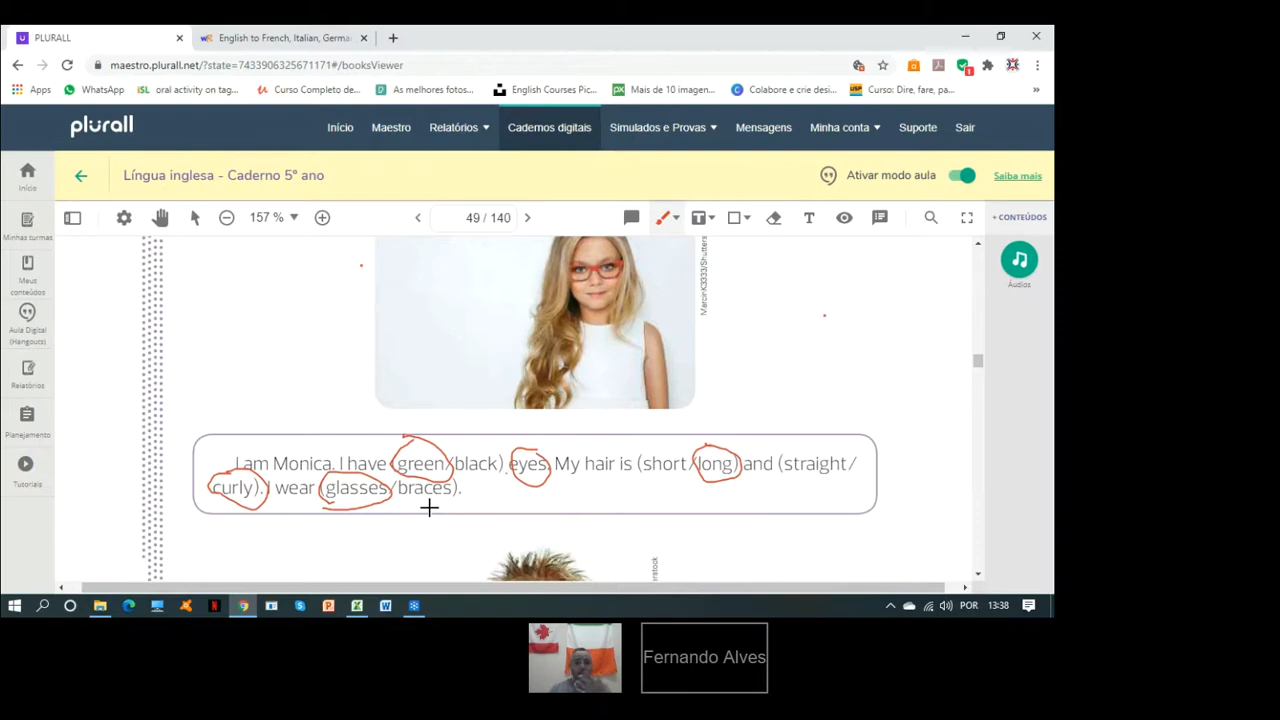 PLURALL
English to French, Italian, Germa
maestro.plurall.net/?state=7433906325671171#/booksViewer
Apps WhatsApp oral activity on tag... Curso Completo de... As melhores fotos... English Courses Pic... Mais de 10 imagen... Colabore e crie desi... Curso: Dire, fare, pa... »
plurall Início Maestro Relatórios Cadernos digitais Simulados e Provas Mensagens Minha conta Suporte Sair
Língua inglesa - Caderno 5º ano Ativar modo aula Saiba mais
157 % 49 / 140 T + CONTEÚDOS
Início
Minhas turmas
Meus conteúdos
Aula Digital (Hangouts)
Relatórios
Planejamento
Tutoriais
Áudios
Marcin-K3333/Shutters
I am Monica. I have (green/black) eyes. My hair is (short/long) and (straight/
curly). I wear (glasses/braces).
erstock
POR 13:38
Fernando Alves